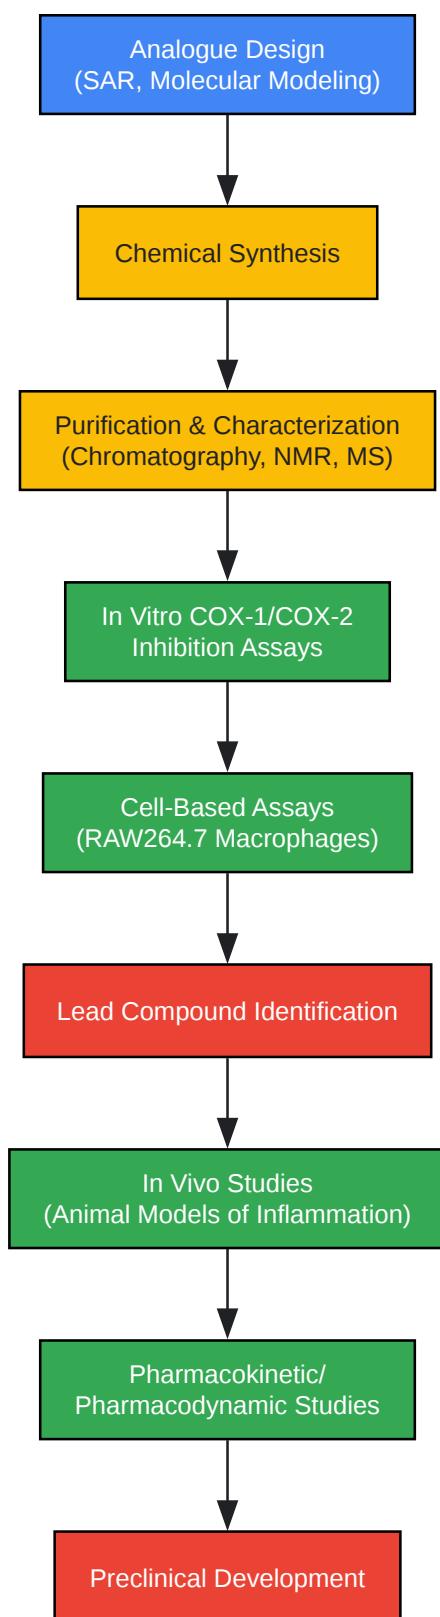 Analogue Design
(SAR, Molecular Modeling)
Chemical Synthesis
Purification & Characterization
(Chromatography, NMR, MS)
In Vitro COX-1/COX-2
Inhibition Assays
Cell-Based Assays
(RAW264.7 Macrophages)
Lead Compound Identification
In Vivo Studies
(Animal Models of Inflammation)
Pharmacokinetic/
Pharmacodynamic Studies
Preclinical Development